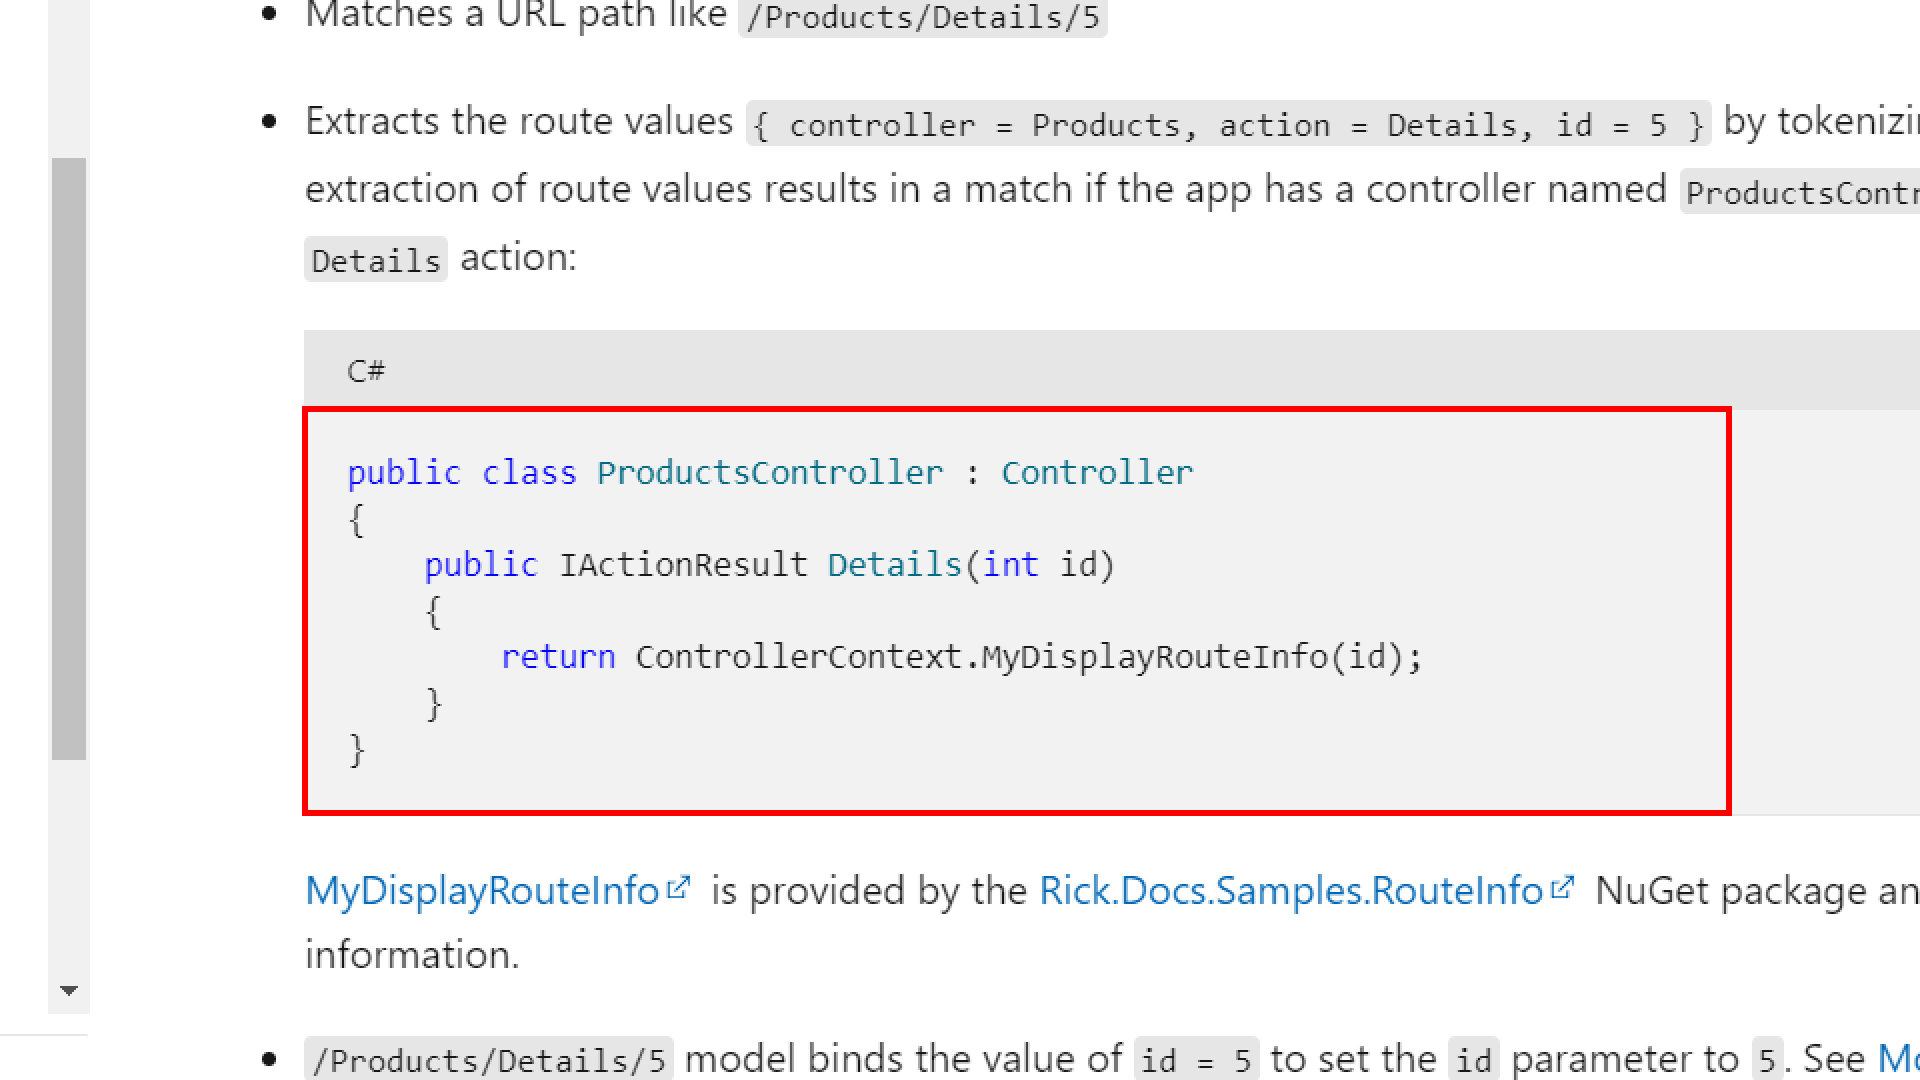 Matches a URL path like /Products/Details/5
Extracts the route values { controller = Products, action = Details, id = 5 } by
extraction of route values results in a match if the app has a controller named
Details action:
C#
public class ProductsController : Controller
{
    public IActionResult Details(int id)
    {
        return ControllerContext.MyDisplayRouteInfo(id);
    }
}
MyDisplayRouteInfo is provided by the Rick.Docs.Samples.RouteInfo NuGet package
information.
/Products/Details/5 model binds the value of id = 5 to set the id parameter to 5. See